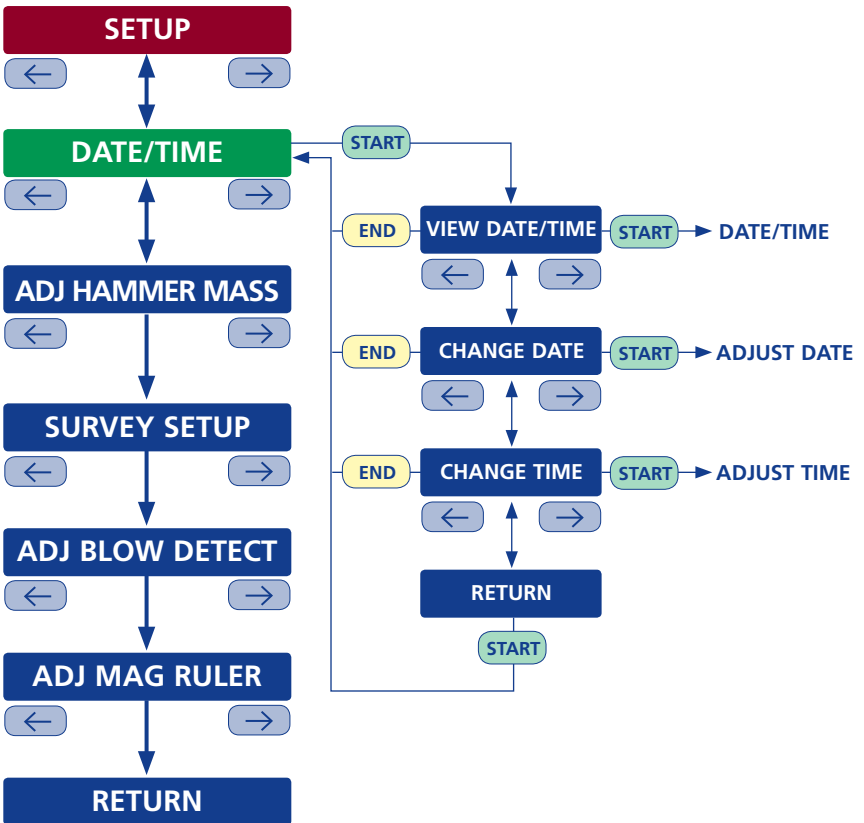 SETUP
DATE/TIME
ADJ HAMMER MASS
SURVEY SETUP
ADJ BLOW DETECT
ADJ MAG RULER
RETURN
START
END
VIEW DATE/TIME
START
DATE/TIME
END
CHANGE DATE
START
ADJUST DATE
END
CHANGE TIME
START
ADJUST TIME
RETURN
START